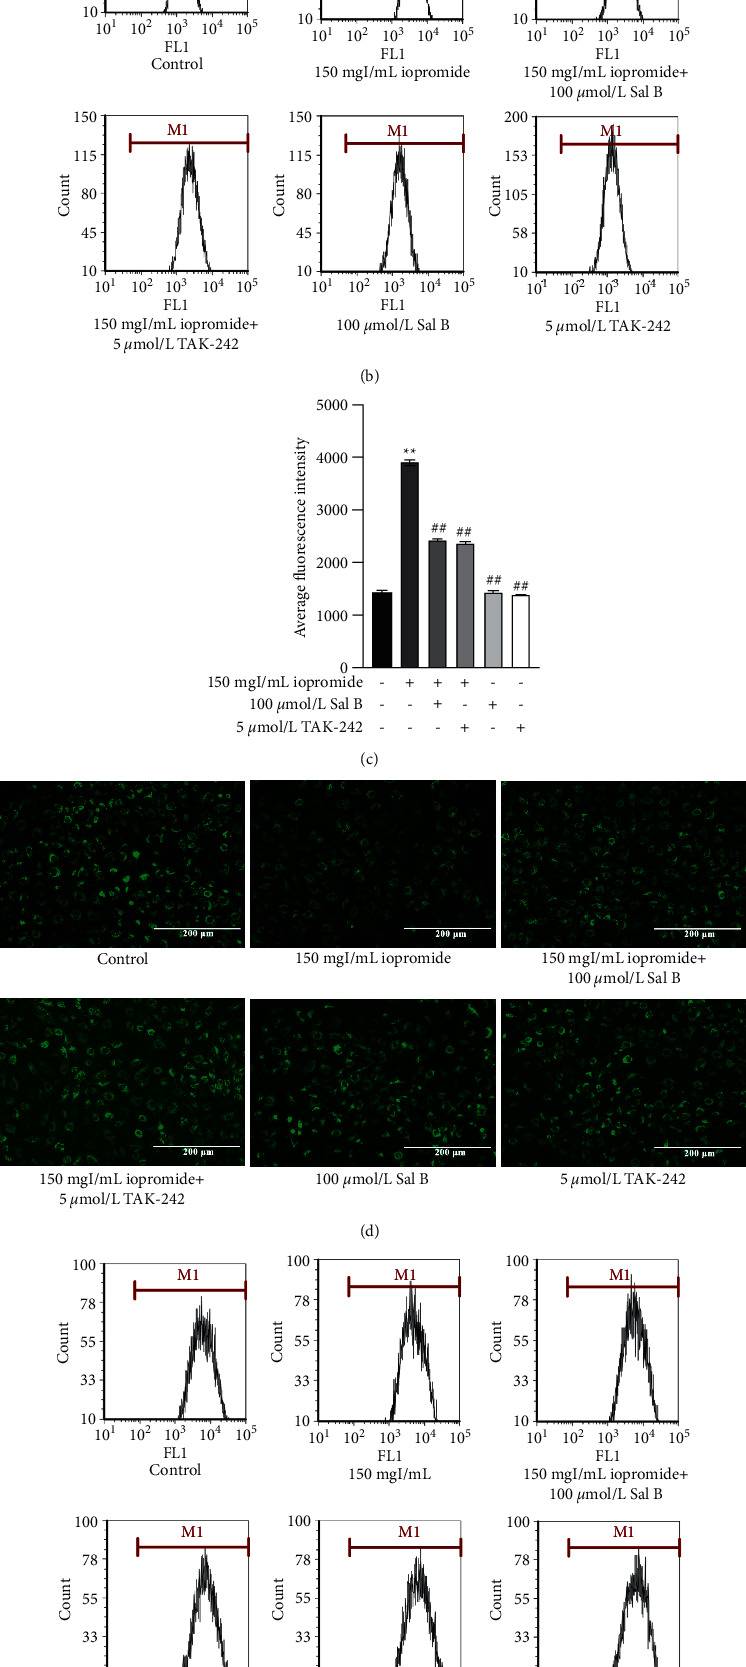 10 10 10
10¹ 10² 10³ 10⁴ 10⁵ 10¹ 10² 10³ 10⁴ 10⁵ 10¹ 10² 10³ 10⁴ 10⁵
FL1 FL1 FL1
Control 150 mgI/mL iopromide 150 mgI/mL iopromide+
100 μmol/L Sal B
150 150 200
M1 M1 M1
115 115 153
Count Count Count
80 80 105
45 45 58
10 10 10
10¹ 10² 10³ 10⁴ 10⁵ 10¹ 10² 10³ 10⁴ 10⁵ 10¹ 10² 10³ 10⁴ 10⁵
FL1 FL1 FL1
150 mgI/mL iopromide+ 100 μmol/L Sal B 5 μmol/L TAK-242
5 μmol/L TAK-242
(b)
Average fluorescence intensity
5000
4000
**
3000
## ##
2000
## ##
1000
0
150 mgI/mL iopromide - + + + - -
100 μmol/L Sal B - - + - + -
5 μmol/L TAK-242 - - - + - +
(c)
200 μm 200 μm 200 μm
Control 150 mgI/mL iopromide 150 mgI/mL iopromide+
100 μmol/L Sal B
200 μm 200 μm 200 μm
150 mgI/mL iopromide+ 100 μmol/L Sal B 5 μmol/L TAK-242
5 μmol/L TAK-242
(d)
100 100 100
M1 M1 M1
78 78 78
Count Count Count
55 55 55
33 33 33
10 10 10
10¹ 10² 10³ 10⁴ 10⁵ 10¹ 10² 10³ 10⁴ 10⁵ 10¹ 10² 10³ 10⁴ 10⁵
FL1 FL1 FL1
Control 150 mgI/mL 150 mgI/mL iopromide+
100 μmol/L Sal B
100 100 100
M1 M1 M1
78 78 78
Count Count Count
55 55 55
33 33 33